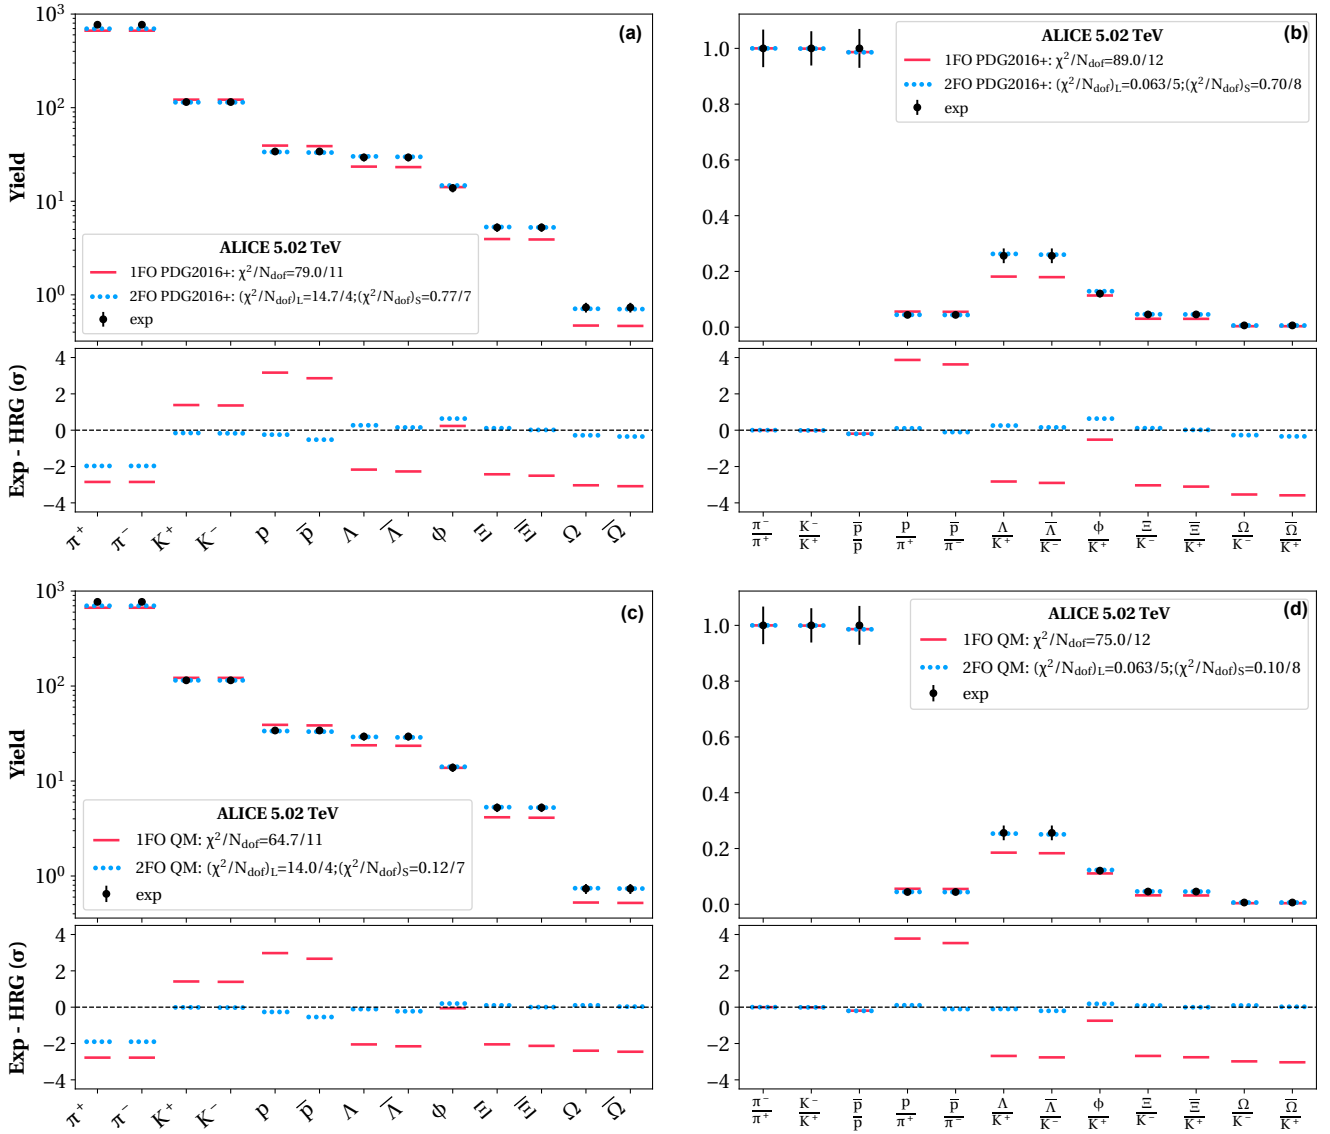 (a)
10³
10²
10¹
10⁰
Yield
ALICE 5.02 TeV
1FO PDG2016+: χ²/N_dof=79.0/11
2FO PDG2016+: (χ²/N_dof)_L=14.7/4;(χ²/N_dof)_S=0.77/7
exp
4
2
0
−2
−4
Exp - HRG (σ)
π⁺ π⁻ K⁺ K⁻ p p̅ Λ Λ̅ ϕ Ξ Ξ̅ Ω Ω̅
(b)
1.0
0.8
0.6
0.4
0.2
0.0
ALICE 5.02 TeV
1FO PDG2016+: χ²/N_dof=89.0/12
2FO PDG2016+: (χ²/N_dof)_L=0.063/5;(χ²/N_dof)_S=0.70/8
exp
4
2
0
−2
−4
π⁻/π⁺ K⁻/K⁺ p̅/p p/π⁺ p̅/π⁻ Λ/K⁺ Λ̅/K⁻ ϕ/K⁺ Ξ/K⁻ Ξ̅/K⁺ Ω/K⁻ Ω̅/K⁺
(c)
10³
10²
10¹
10⁰
Yield
ALICE 5.02 TeV
1FO QM: χ²/N_dof=64.7/11
2FO QM: (χ²/N_dof)_L=14.0/4;(χ²/N_dof)_S=0.12/7
exp
4
2
0
−2
−4
Exp - HRG (σ)
π⁺ π⁻ K⁺ K⁻ p p̅ Λ Λ̅ ϕ Ξ Ξ̅ Ω Ω̅
(d)
1.0
0.8
0.6
0.4
0.2
0.0
ALICE 5.02 TeV
1FO QM: χ²/N_dof=75.0/12
2FO QM: (χ²/N_dof)_L=0.063/5;(χ²/N_dof)_S=0.10/8
exp
4
2
0
−2
−4
π⁻/π⁺ K⁻/K⁺ p̅/p p/π⁺ p̅/π⁻ Λ/K⁺ Λ̅/K⁻ ϕ/K⁺ Ξ/K⁻ Ξ̅/K⁺ Ω/K⁻ Ω̅/K⁺